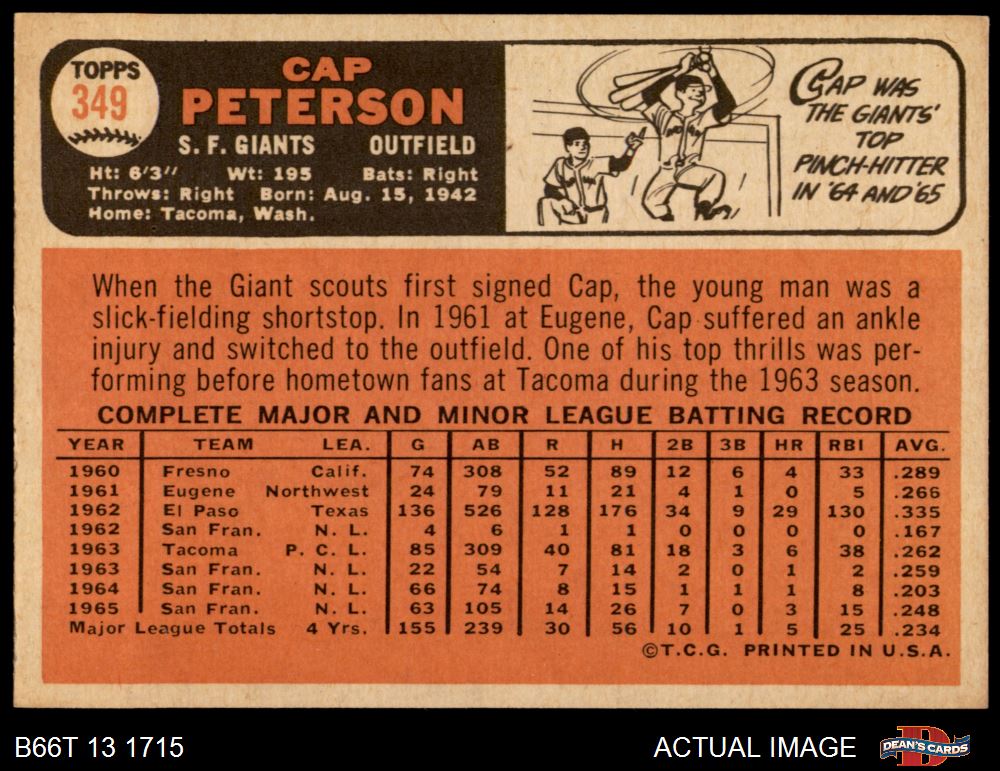 TOPPS
349
CAP
PETERSON
S. F. GIANTS OUTFIELD
Ht: 6'3" Wt: 195 Bats: Right
Throws: Right Born: Aug. 15, 1942
Home: Tacoma, Wash.
CAP WAS
THE GIANTS'
TOP
PINCH-HITTER
IN '64 AND '65
When the Giant scouts first signed Cap, the young man was a
slick-fielding shortstop. In 1961 at Eugene, Cap suffered an ankle
injury and switched to the outfield. One of his top thrills was per-
forming before hometown fans at Tacoma during the 1963 season.
COMPLETE MAJOR AND MINOR LEAGUE BATTING RECORD
YEAR TEAM LEA. G AB R H 2B 3B HR RBI AVG.
1960 Fresno Calif. 74 308 52 89 12 6 4 33 .289
1961 Eugene Northwest 24 79 11 21 4 1 0 5 .266
1962 El Paso Texas 136 526 128 176 34 9 29 130 .335
1962 San Fran. N. L. 4 6 1 1 0 0 0 0 .167
1963 Tacoma P. C. L. 85 309 40 81 18 3 6 38 .262
1963 San Fran. N. L. 22 54 7 14 2 0 1 2 .259
1964 San Fran. N. L. 66 74 8 15 1 1 1 8 .203
1965 San Fran. N. L. 63 105 14 26 7 0 3 15 .248
Major League Totals 4 Yrs. 155 239 30 56 10 1 5 25 .234
©T.C.G. PRINTED IN U.S.A.
B66T 13 1715 ACTUAL IMAGE DEAN'S CARDS